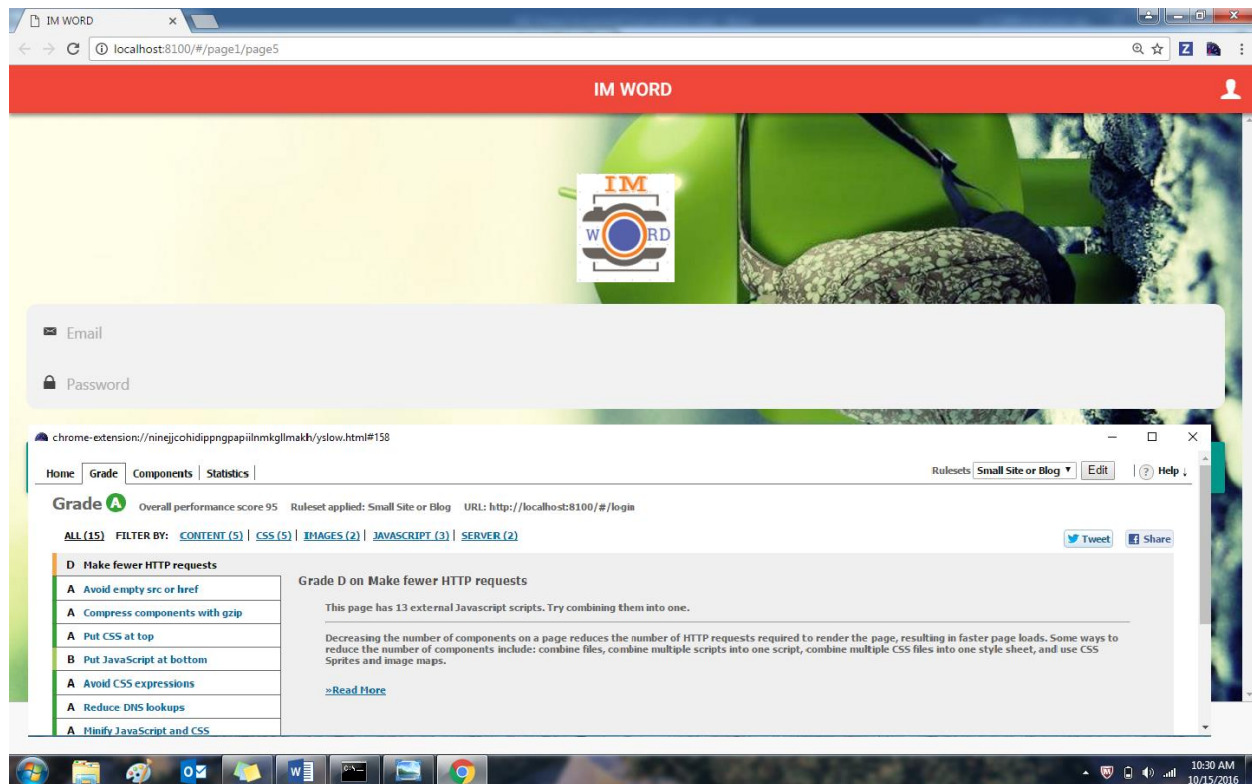 IM WORD
localhost:8100/#/page1/page5
Z
IM WORD
IM
W RD
Email
Password
chrome-extension://ninejjcohidippngpapiilnmkgllmakh/yslow.html#158
Home Grade Components Statistics Rulesets Small Site or Blog Edit ? Help ↓
Grade A Overall performance score 95 Ruleset applied: Small Site or Blog URL: http://localhost:8100/#/login
ALL (15) FILTER BY: CONTENT (5) | CSS (5) | IMAGES (2) | JAVASCRIPT (3) | SERVER (2)
Tweet Share
D Make fewer HTTP requests
A Avoid empty src or href
A Compress components with gzip
A Put CSS at top
B Put JavaScript at bottom
A Avoid CSS expressions
A Reduce DNS lookups
A Minify JavaScript and CSS
Grade D on Make fewer HTTP requests
This page has 13 external Javascript scripts. Try combining them into one.
Decreasing the number of components on a page reduces the number of HTTP requests required to render the page, resulting in faster page loads. Some ways to
reduce the number of components include: combine files, combine multiple scripts into one script, combine multiple CSS files into one style sheet, and use CSS
Sprites and image maps.
»Read More
10:30 AM
10/15/2016